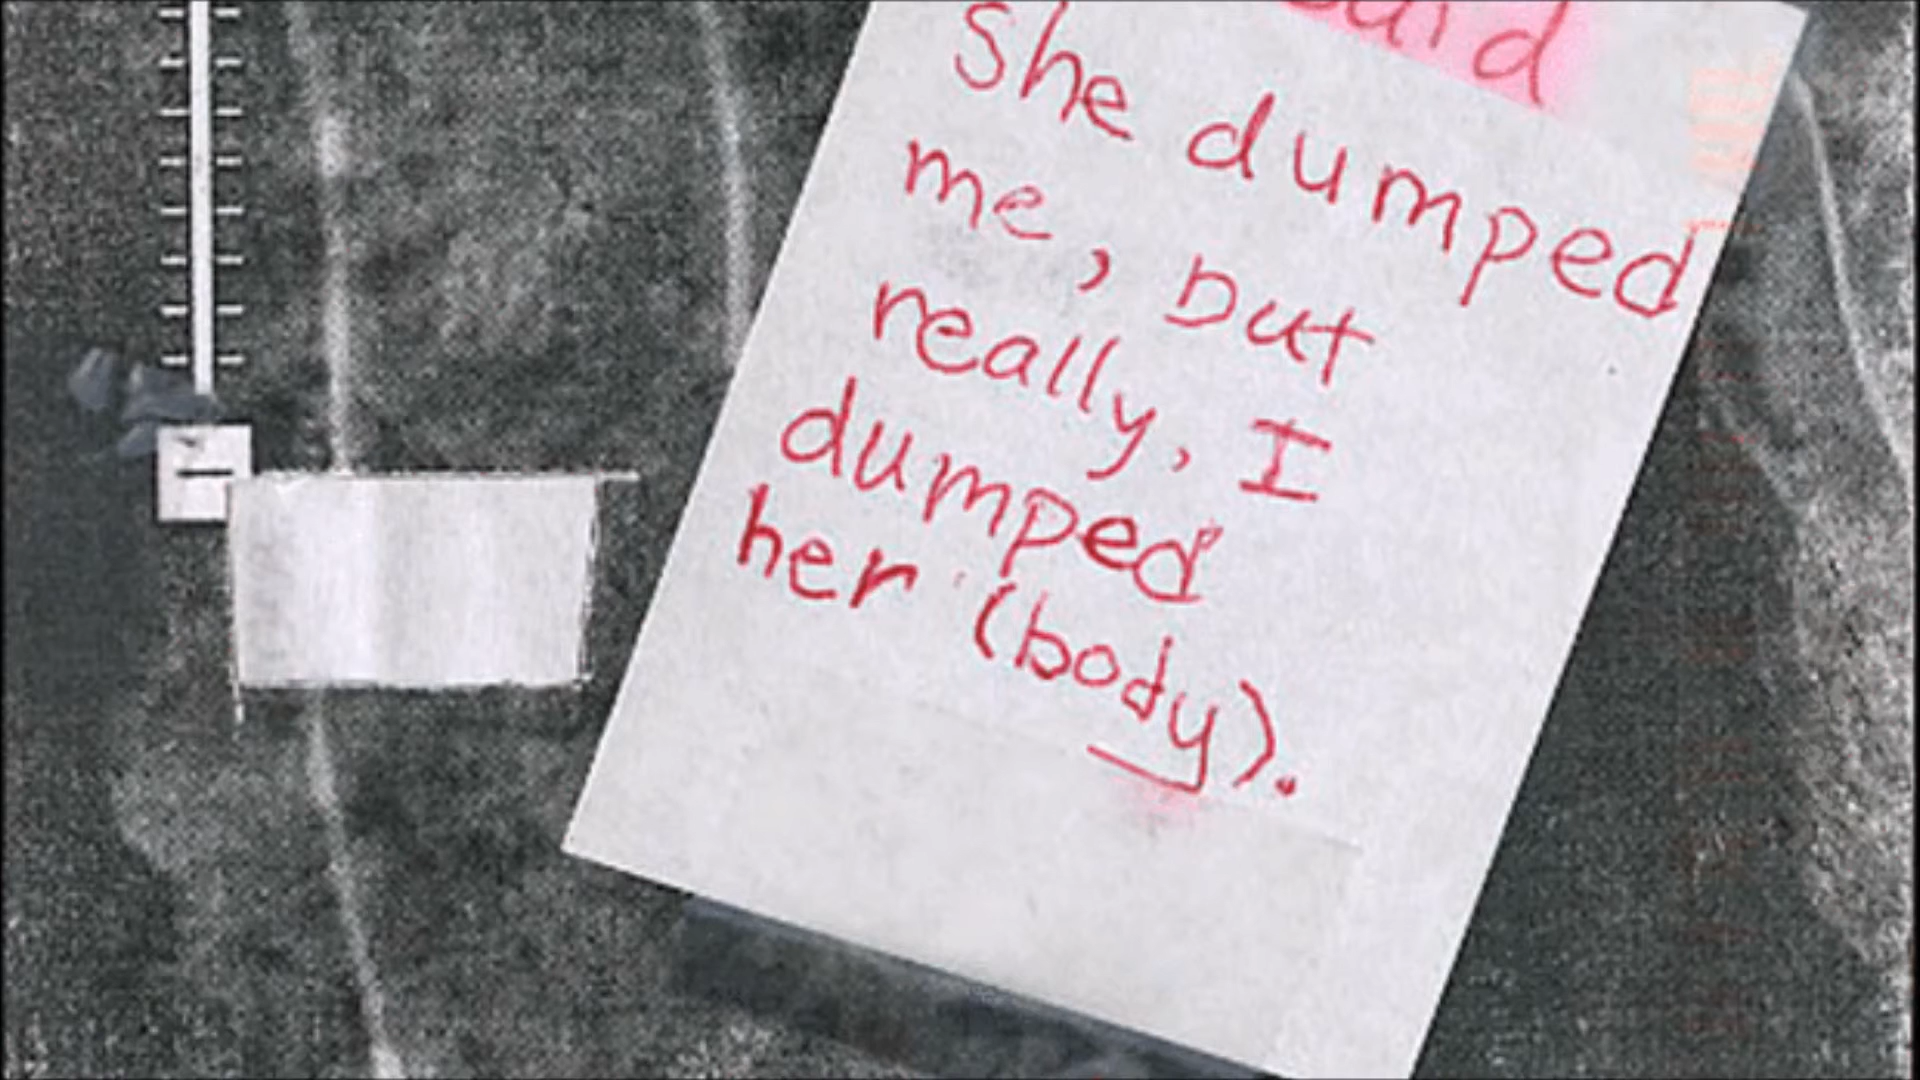 she dumped
me, but
really, I
dumped
her (body).